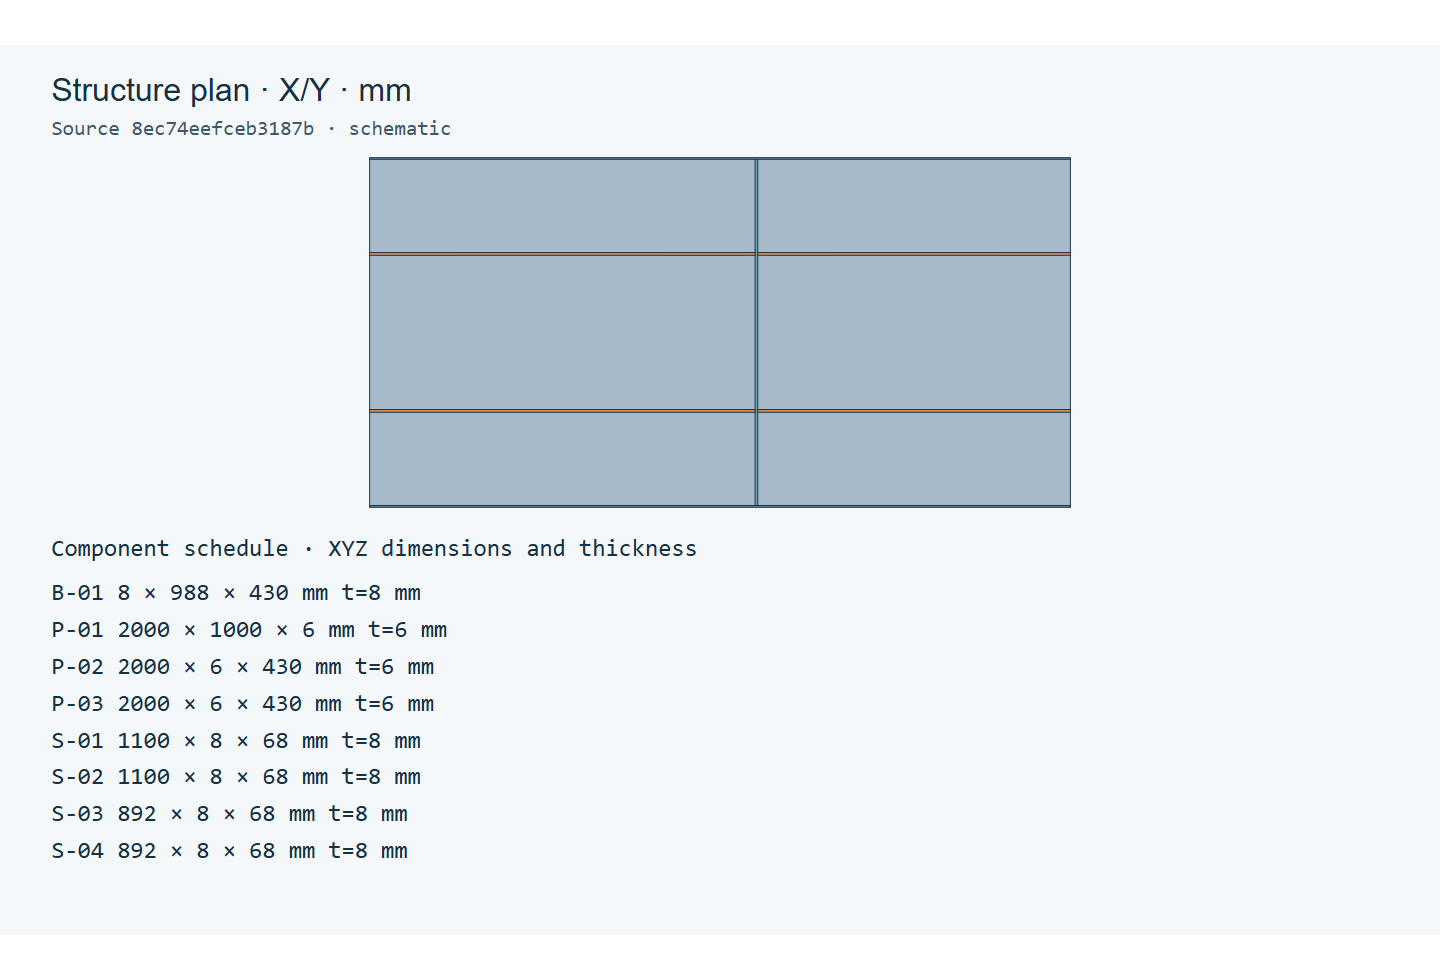 Structure plan · X/Y · mm
Source 8ec74eefceb3187b · schematic
Component schedule · XYZ dimensions and thickness
B-01 8 × 988 × 430 mm t=8 mm
P-01 2000 × 1000 × 6 mm t=6 mm
P-02 2000 × 6 × 430 mm t=6 mm
P-03 2000 × 6 × 430 mm t=6 mm
S-01 1100 × 8 × 68 mm t=8 mm
S-02 1100 × 8 × 68 mm t=8 mm
S-03 892 × 8 × 68 mm t=8 mm
S-04 892 × 8 × 68 mm t=8 mm